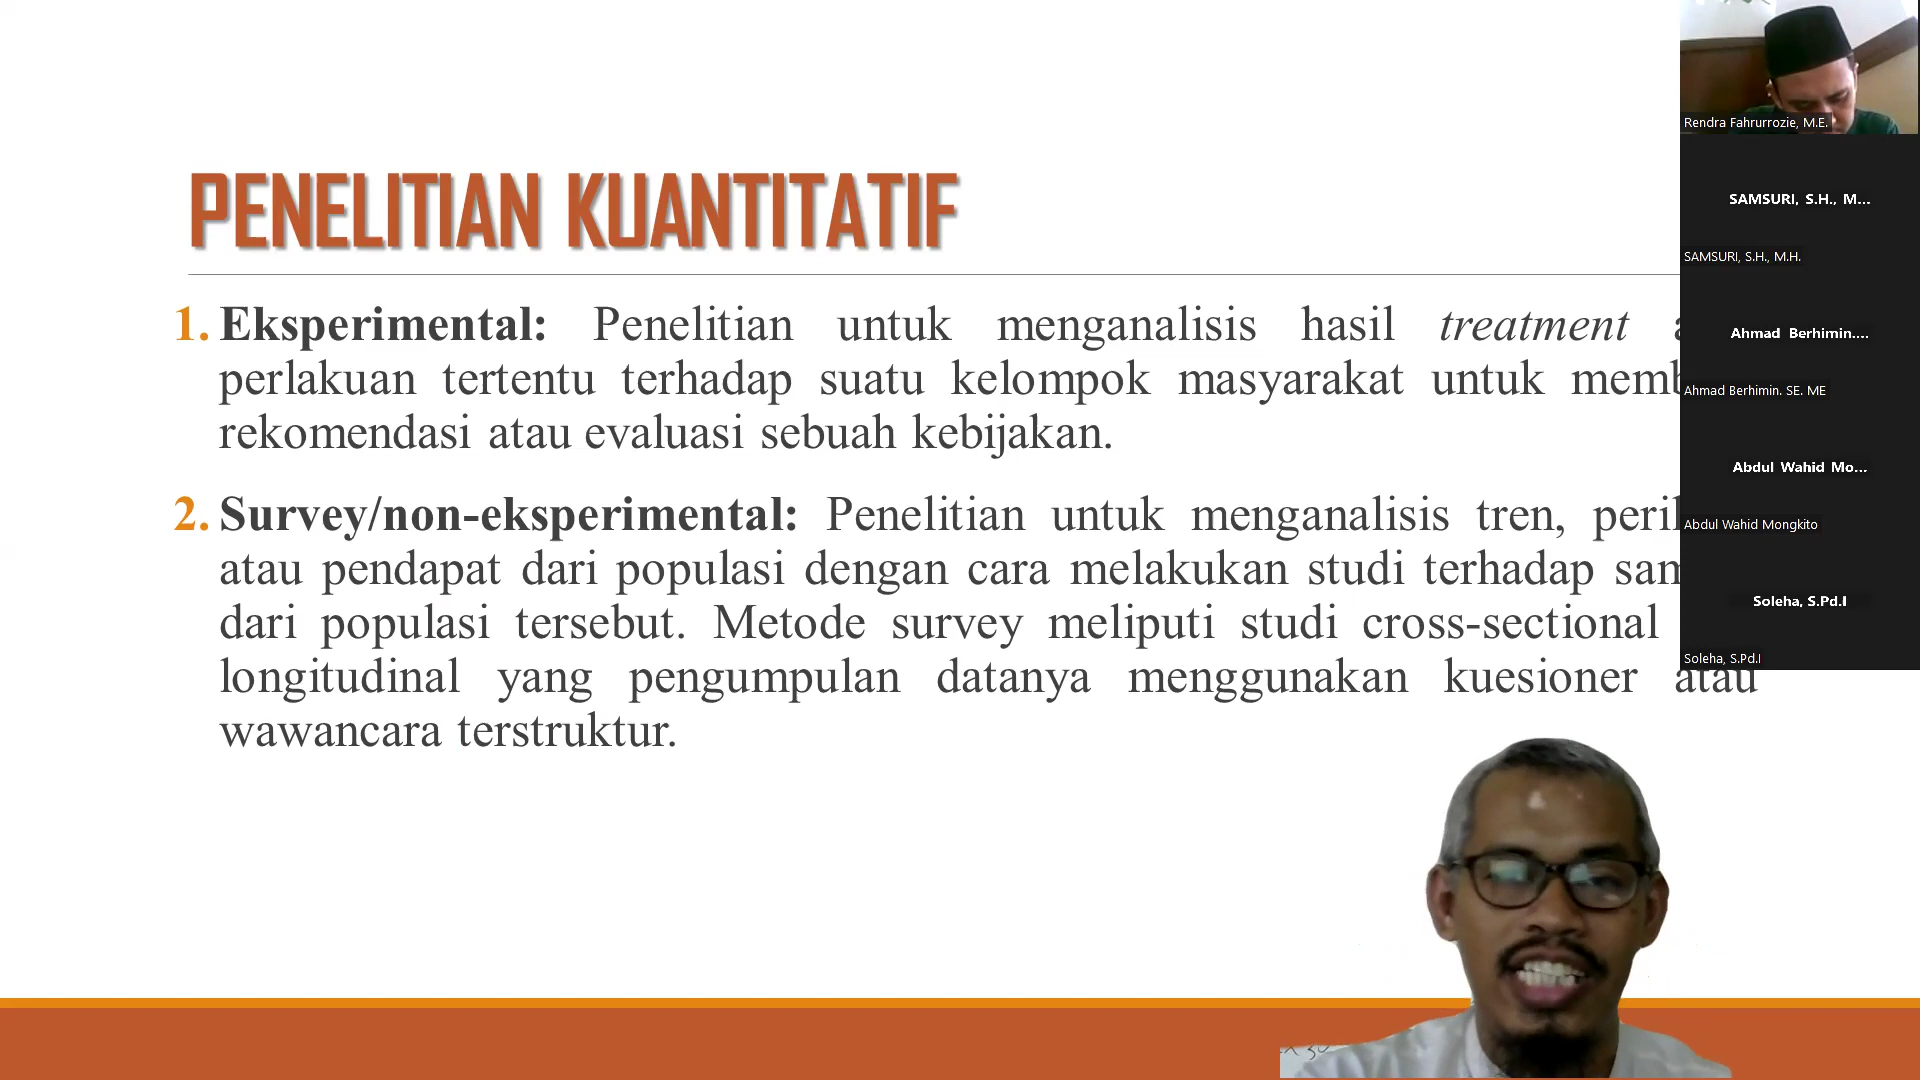 PENELITIAN KUANTITATIF
1. Eksperimental: Penelitian untuk menganalisis hasil treatment
perlakuan tertentu terhadap suatu kelompok masyarakat untuk
rekomendasi atau evaluasi sebuah kebijakan.
2. Survey/non-eksperimental: Penelitian untuk menganalisis tren,
atau pendapat dari populasi dengan cara melakukan studi terhadap
dari populasi tersebut. Metode survey meliputi studi cross-sectional
longitudinal yang pengumpulan datanya menggunakan kuesioner atau
wawancara terstruktur.
Rendra Fahrurrozie, M.E.
SAMSURI, S.H., M...
SAMSURI, S.H., M.H.
Ahmad Berhimin....
Ahmad Berhimin. SE. ME
Abdul Wahid Mo...
Abdul Wahid Mongkito
Soleha, S.Pd.I
Soleha, S.Pd.I